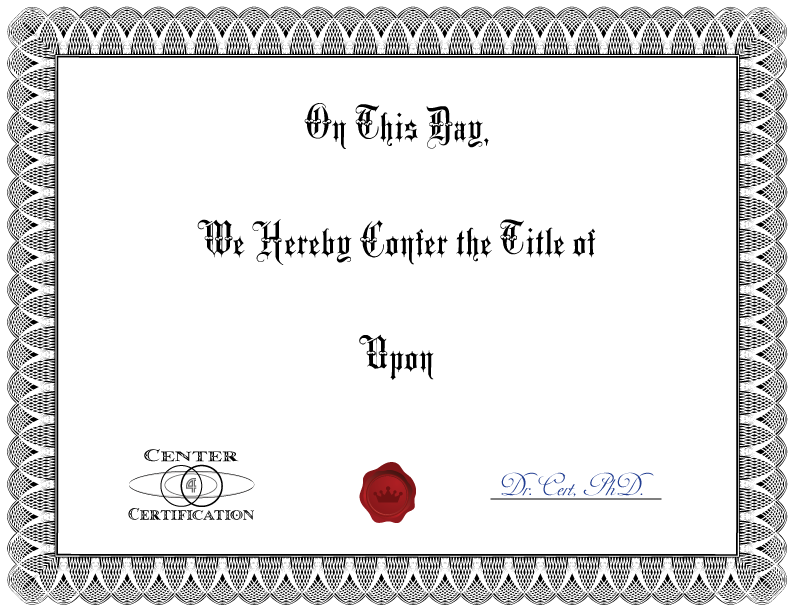 On This Day,
We Hereby Confer the Title of
Upon
CENTER
4
CERTIFICATION
Dr. Cert, PhD.